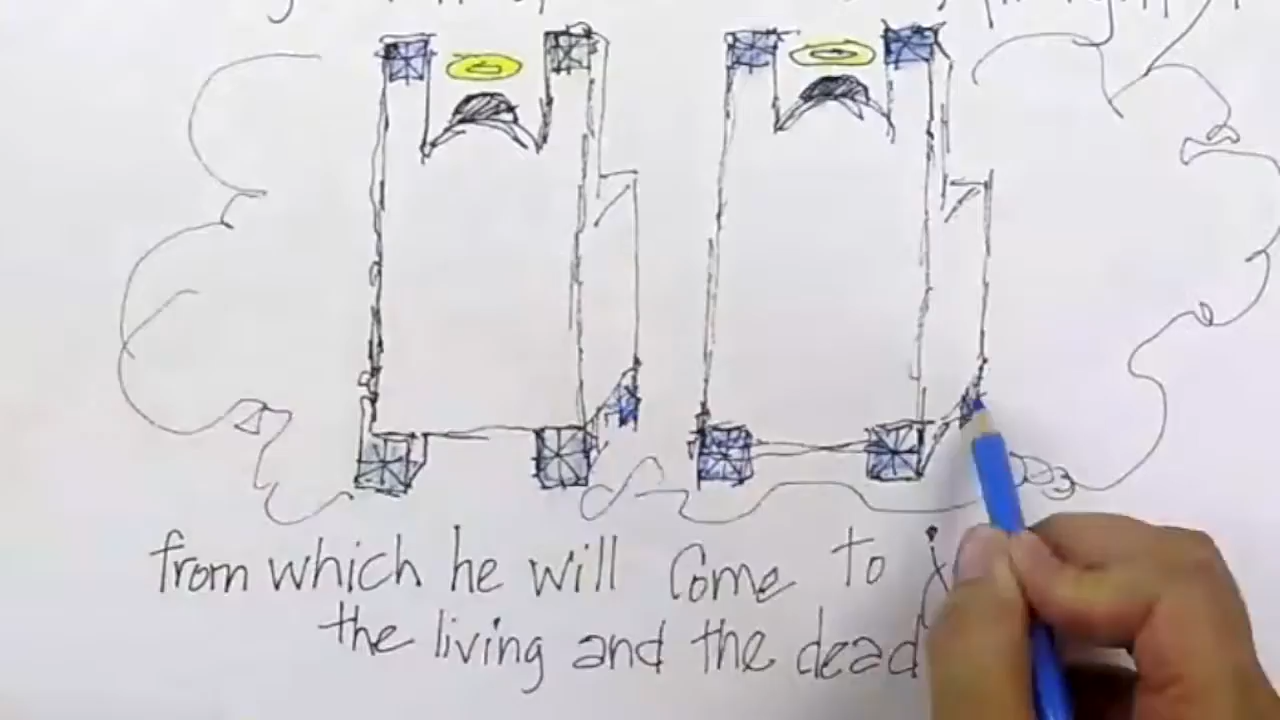 from which he will Come to
the living and the dead